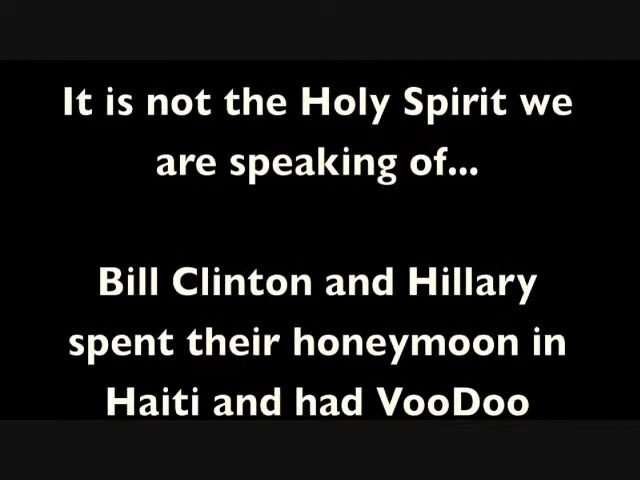 It is not the Holy Spirit we
are speaking of...
Bill Clinton and Hillary
spent their honeymoon in
Haiti and had VooDoo